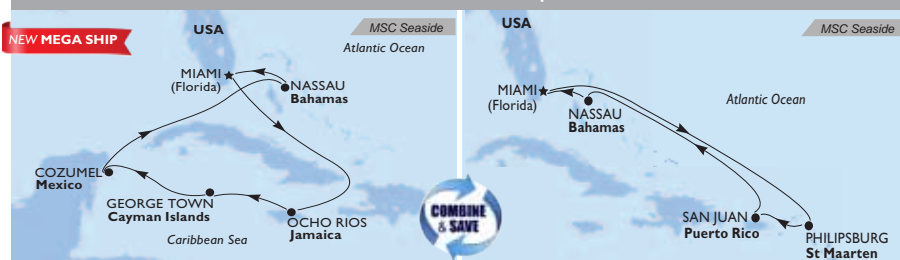 NEW MEGA SHIP
USA
MSC Seaside
Atlantic Ocean
MIAMI
(Florida)
NASSAU
Bahamas
COZUMEL
Mexico
GEORGE TOWN
Cayman Islands
OCHO RIOS
Jamaica
Caribbean Sea
COMBINE
& SAVE
USA
MSC Seaside
MIAMI
(Florida)
NASSAU
Bahamas
Atlantic Ocean
SAN JUAN
Puerto Rico
PHILIPSBURG
St Maarten